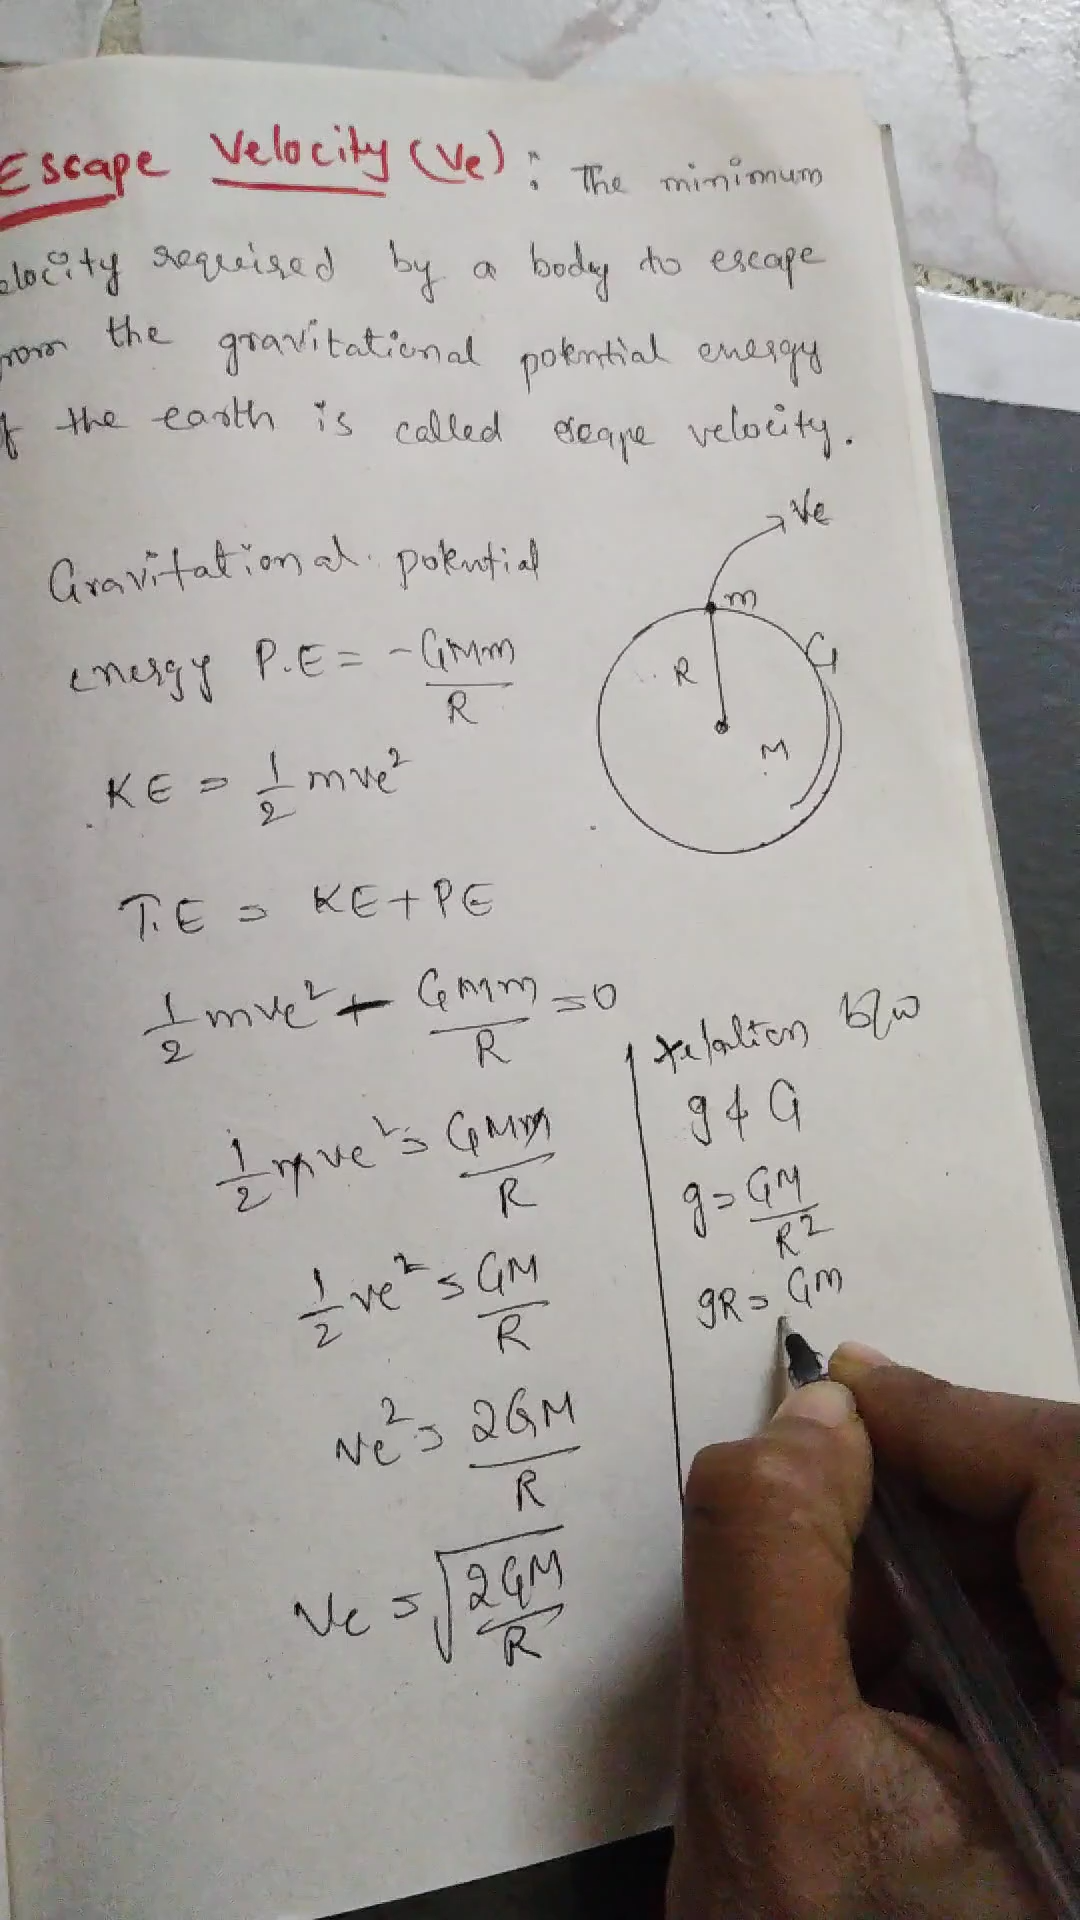 Escape Velocity (Ve) : The minimum
elocity required by a body to escape
from the gravitational potential energy
f the earth is called escape velocity.
Gravitational potential
energy P.E = -GMm/R
KE = 1/2 mve²
T.E = KE+PE
1/2 mve² - GMm/R = 0
1/2 mve² = GMm/R
1/2 ve² = GM/R
ve² = 2GM/R
ve = √2GM/R
Ve
m
R
G
M
relation b/w
g & G
g = GM/R²
gR = GM